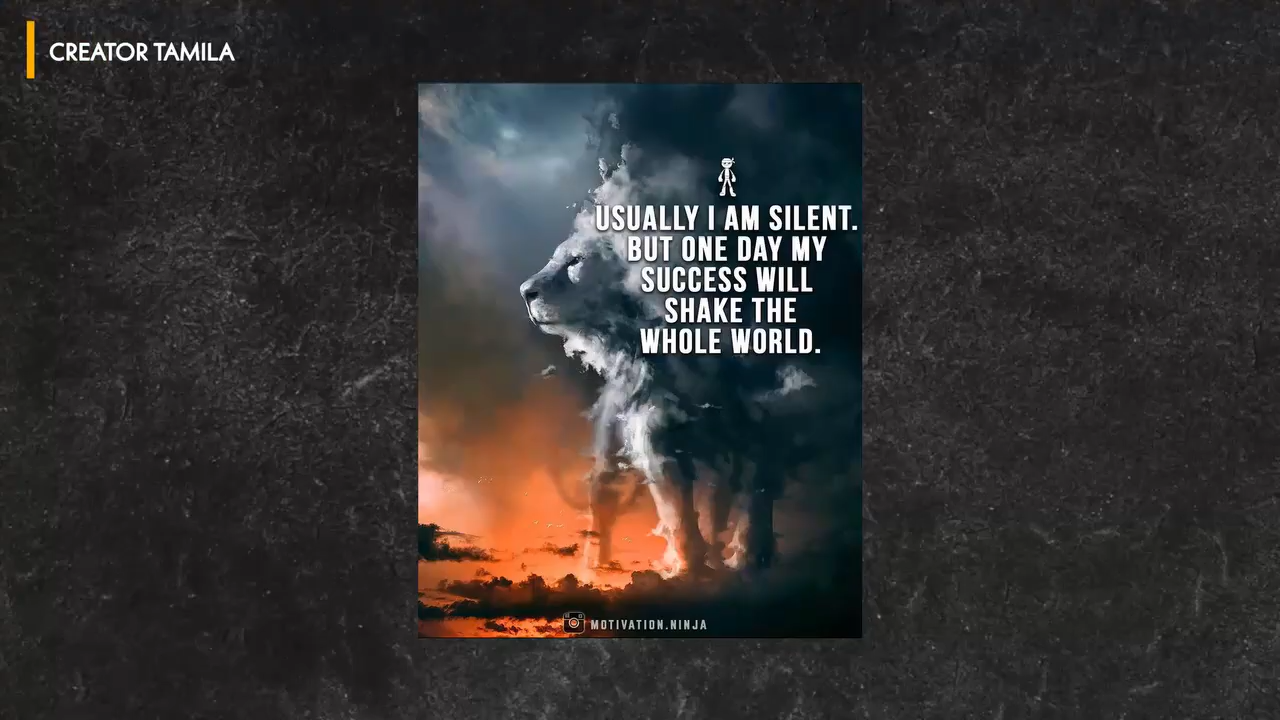 CREATOR TAMILA
USUALLY I AM SILENT.
BUT ONE DAY MY
SUCCESS WILL
SHAKE THE
WHOLE WORLD.
MOTIVATION.NINJA